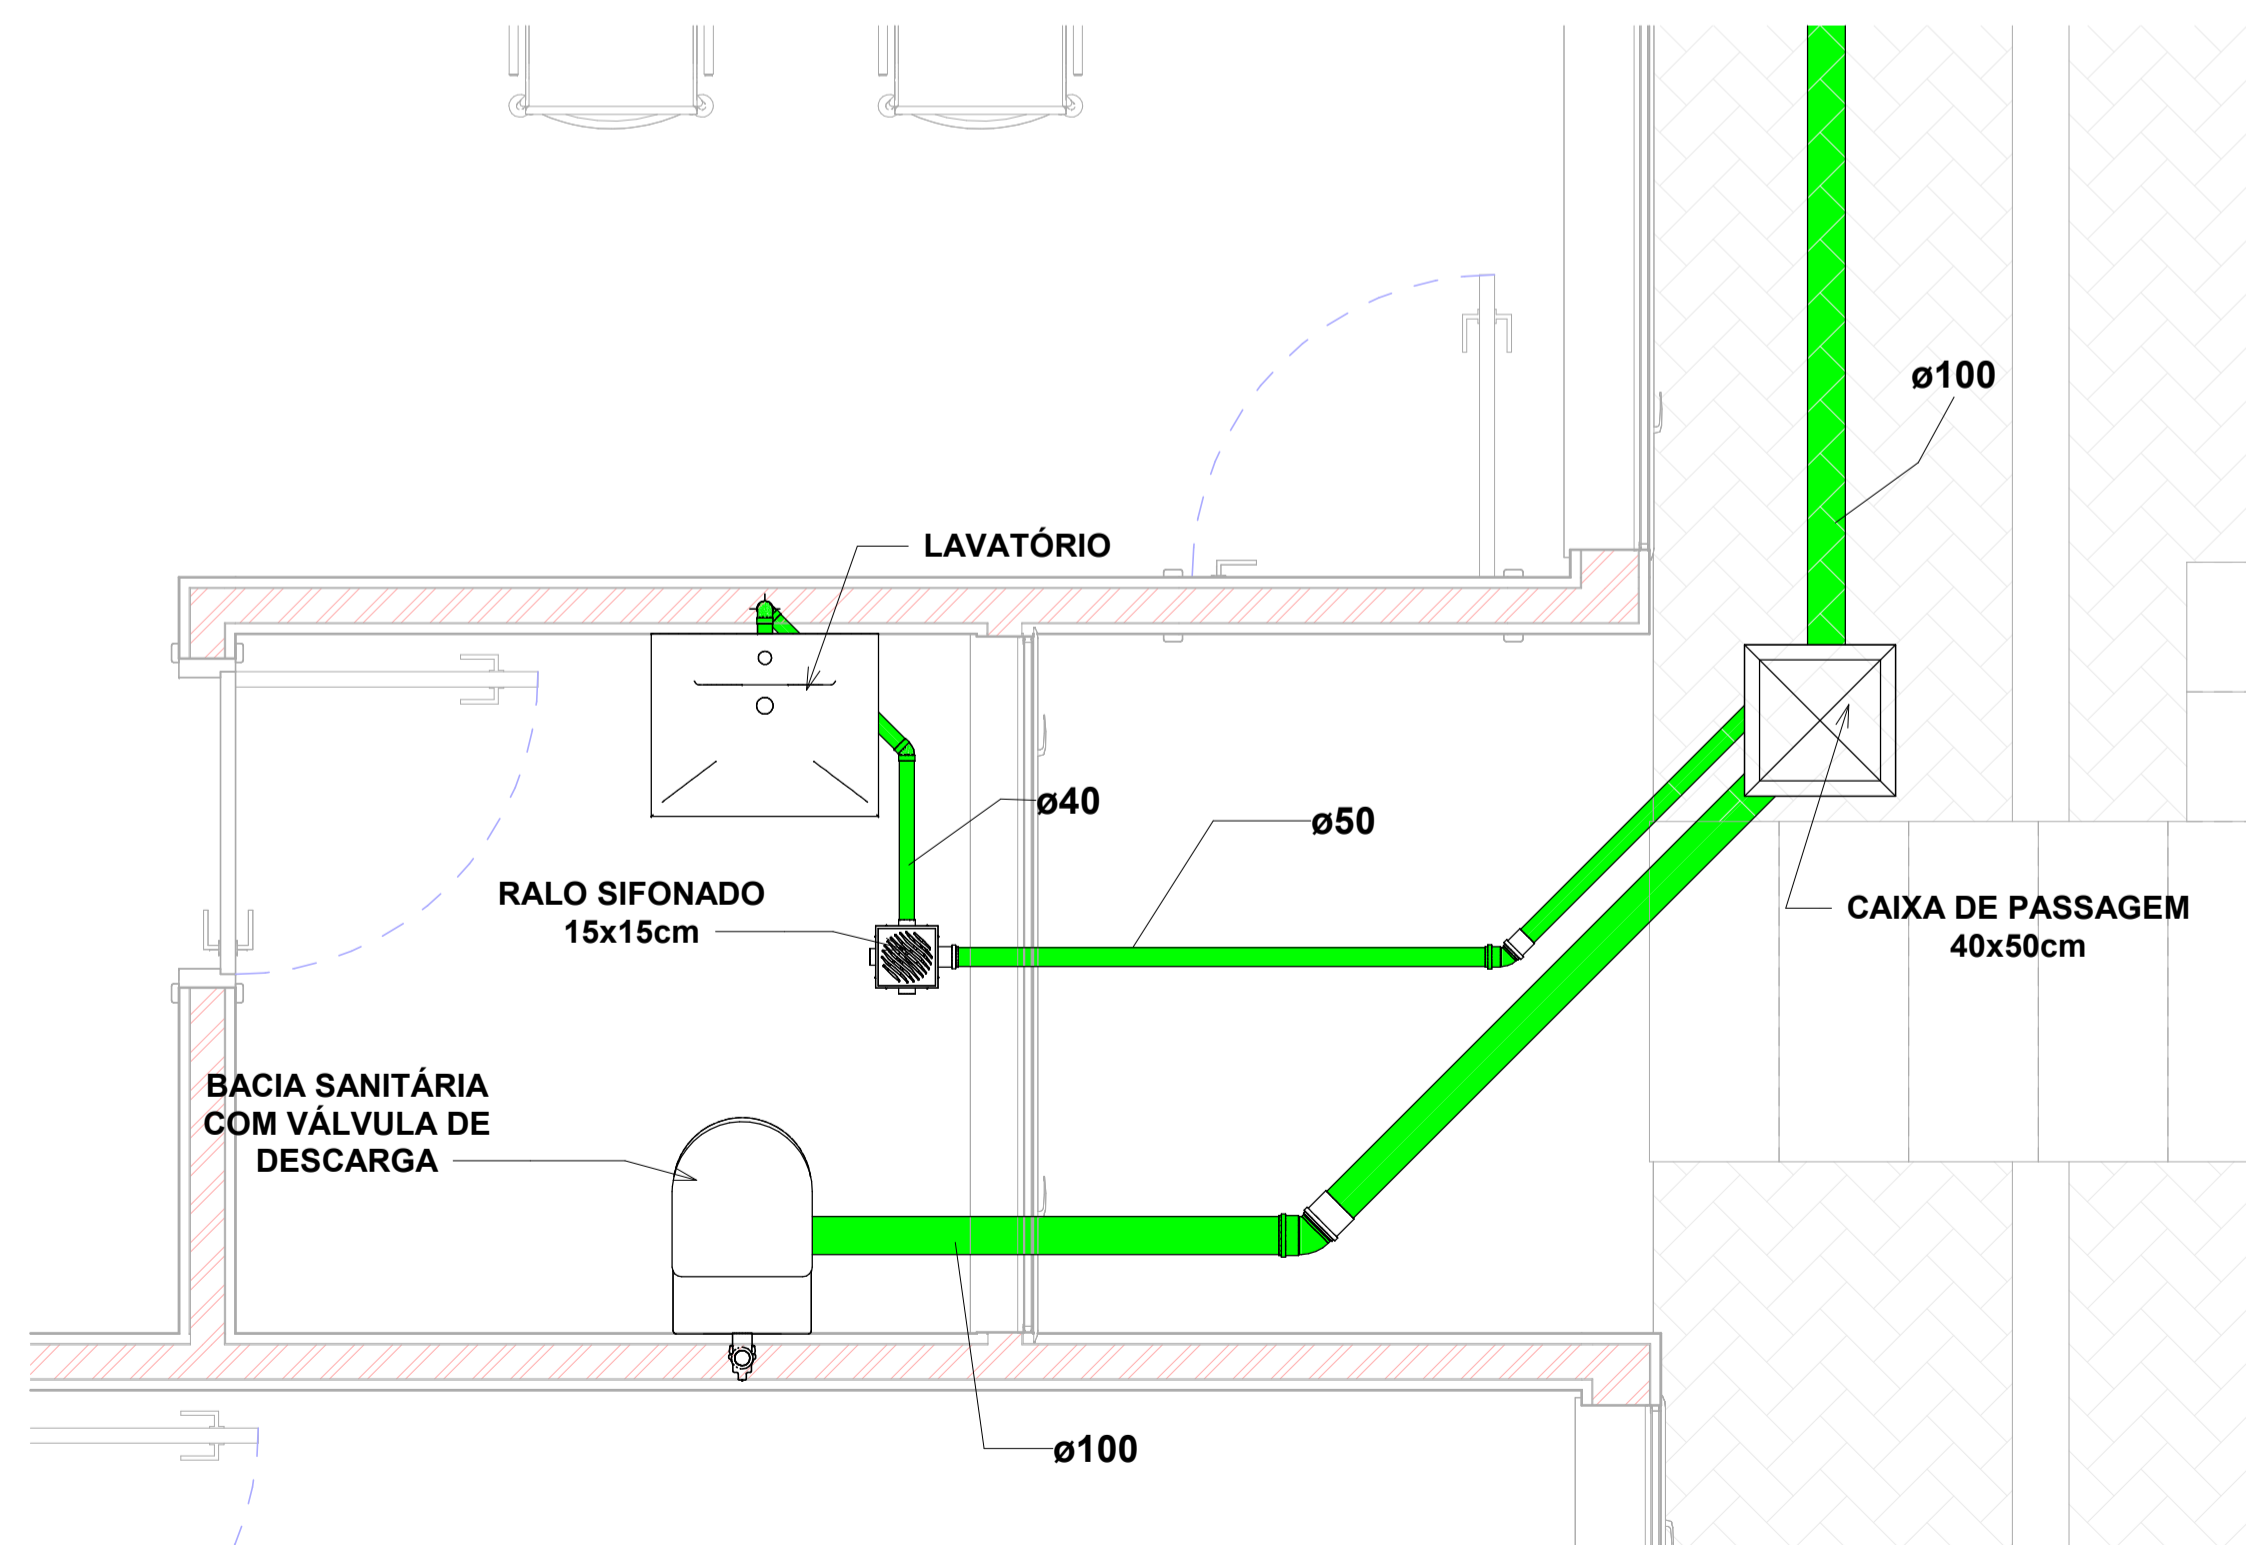 ø100
LAVATÓRIO
ø40
ø50
RALO SIFONADO
15x15cm
CAIXA DE PASSAGEM
40x50cm
BACIA SANITÁRIA
COM VÁLVULA DE
DESCARGA
ø100